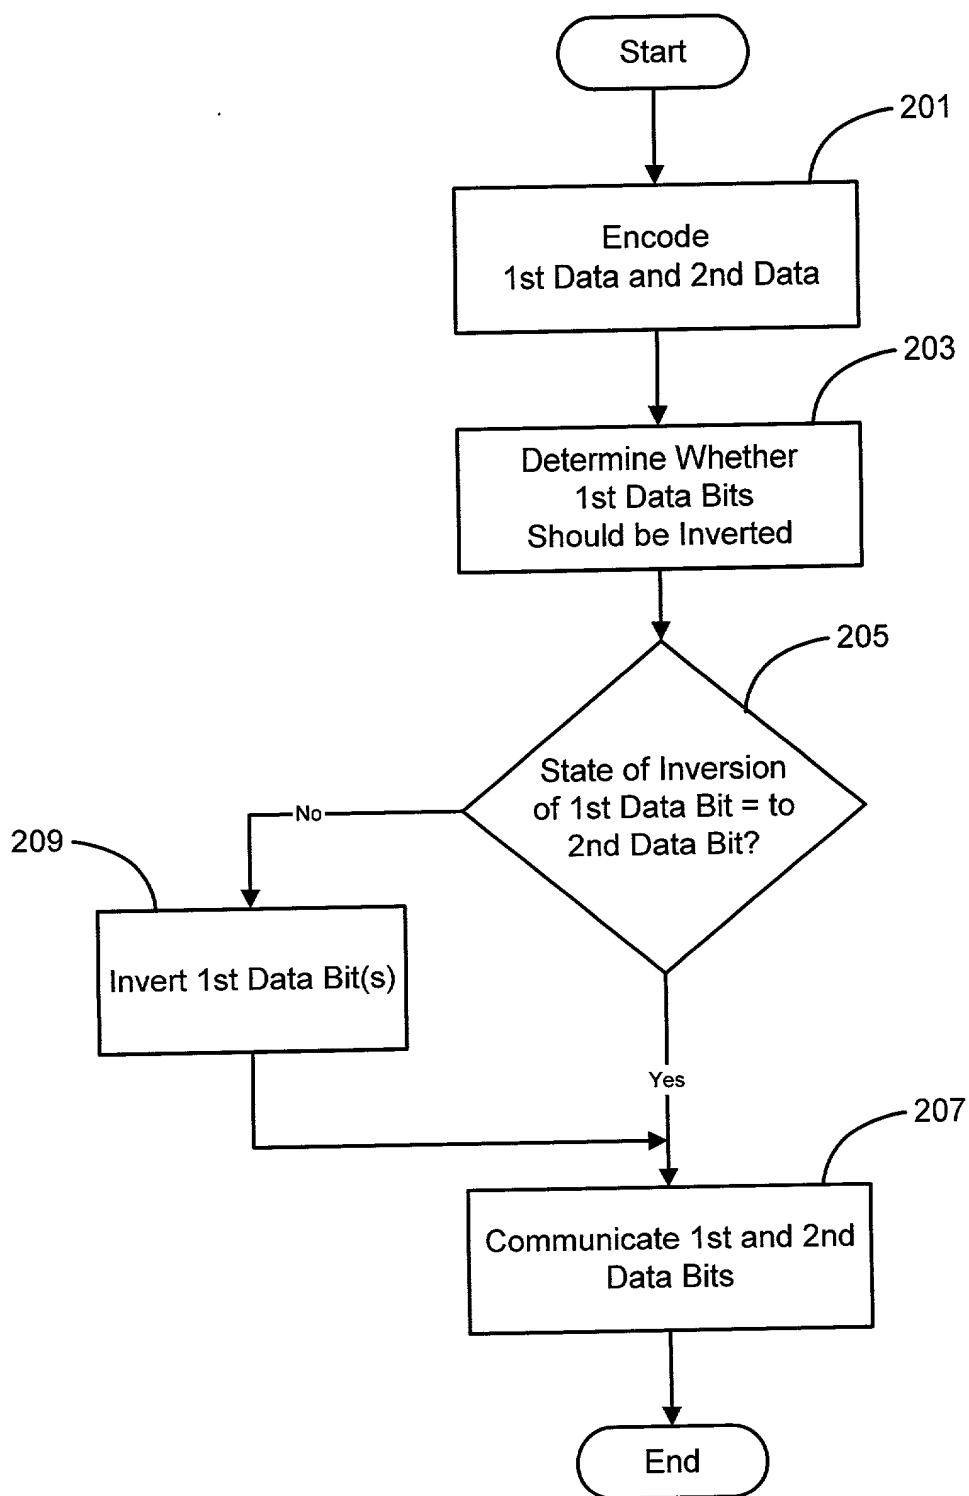 Start
201
Encode
1st Data and 2nd Data
203
Determine Whether
1st Data Bits
Should be Inverted
205
State of Inversion
of 1st Data Bit = to
2nd Data Bit?
No
209
Invert 1st Data Bit(s)
Yes
207
Communicate 1st and 2nd
Data Bits
End